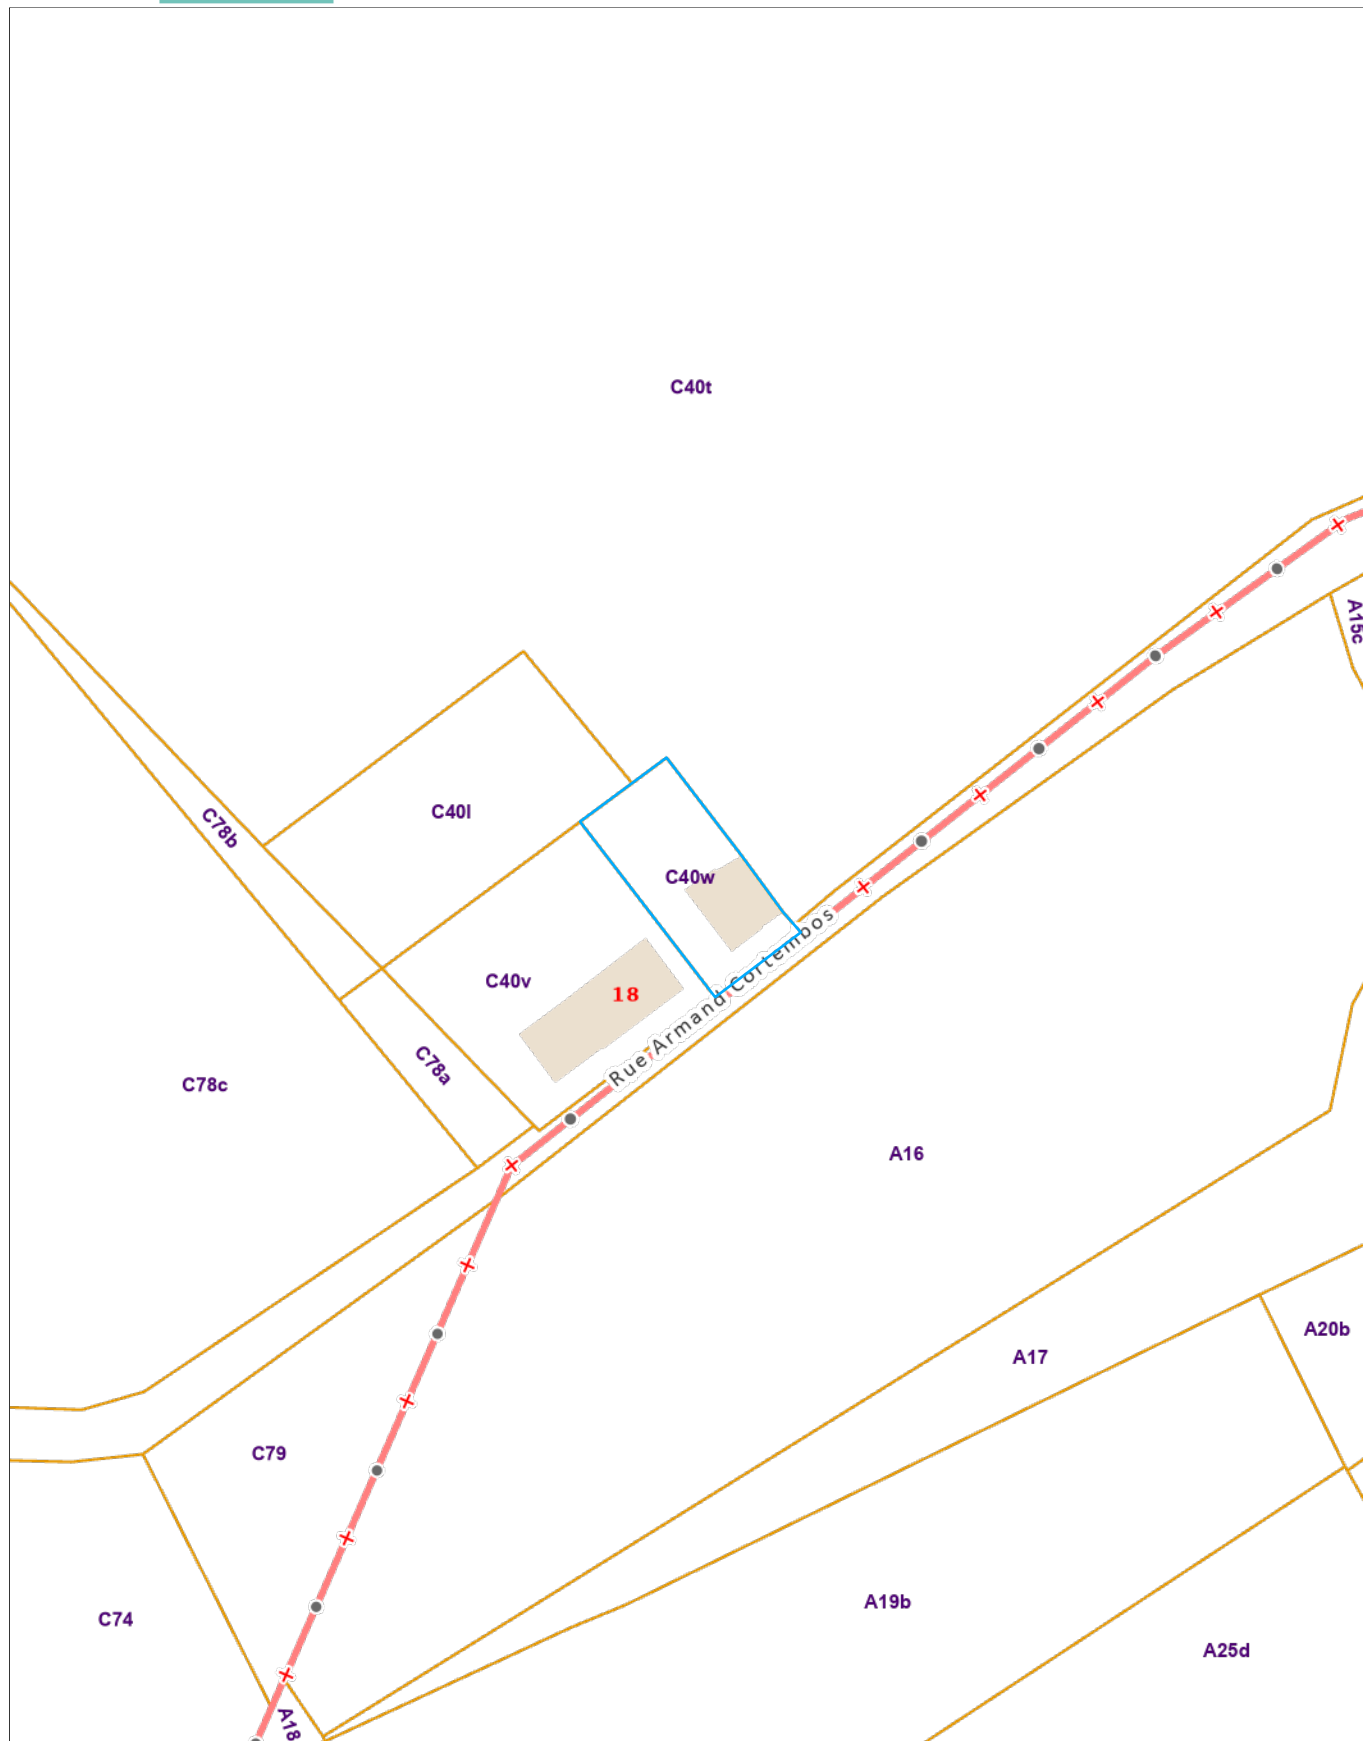 C40t
A15c
C40l
C78b
C40w
C40v
18
Rue Armand Cortembos
C78a
C78c
A16
A20b
A17
C79
A19b
C74
A25d
A18